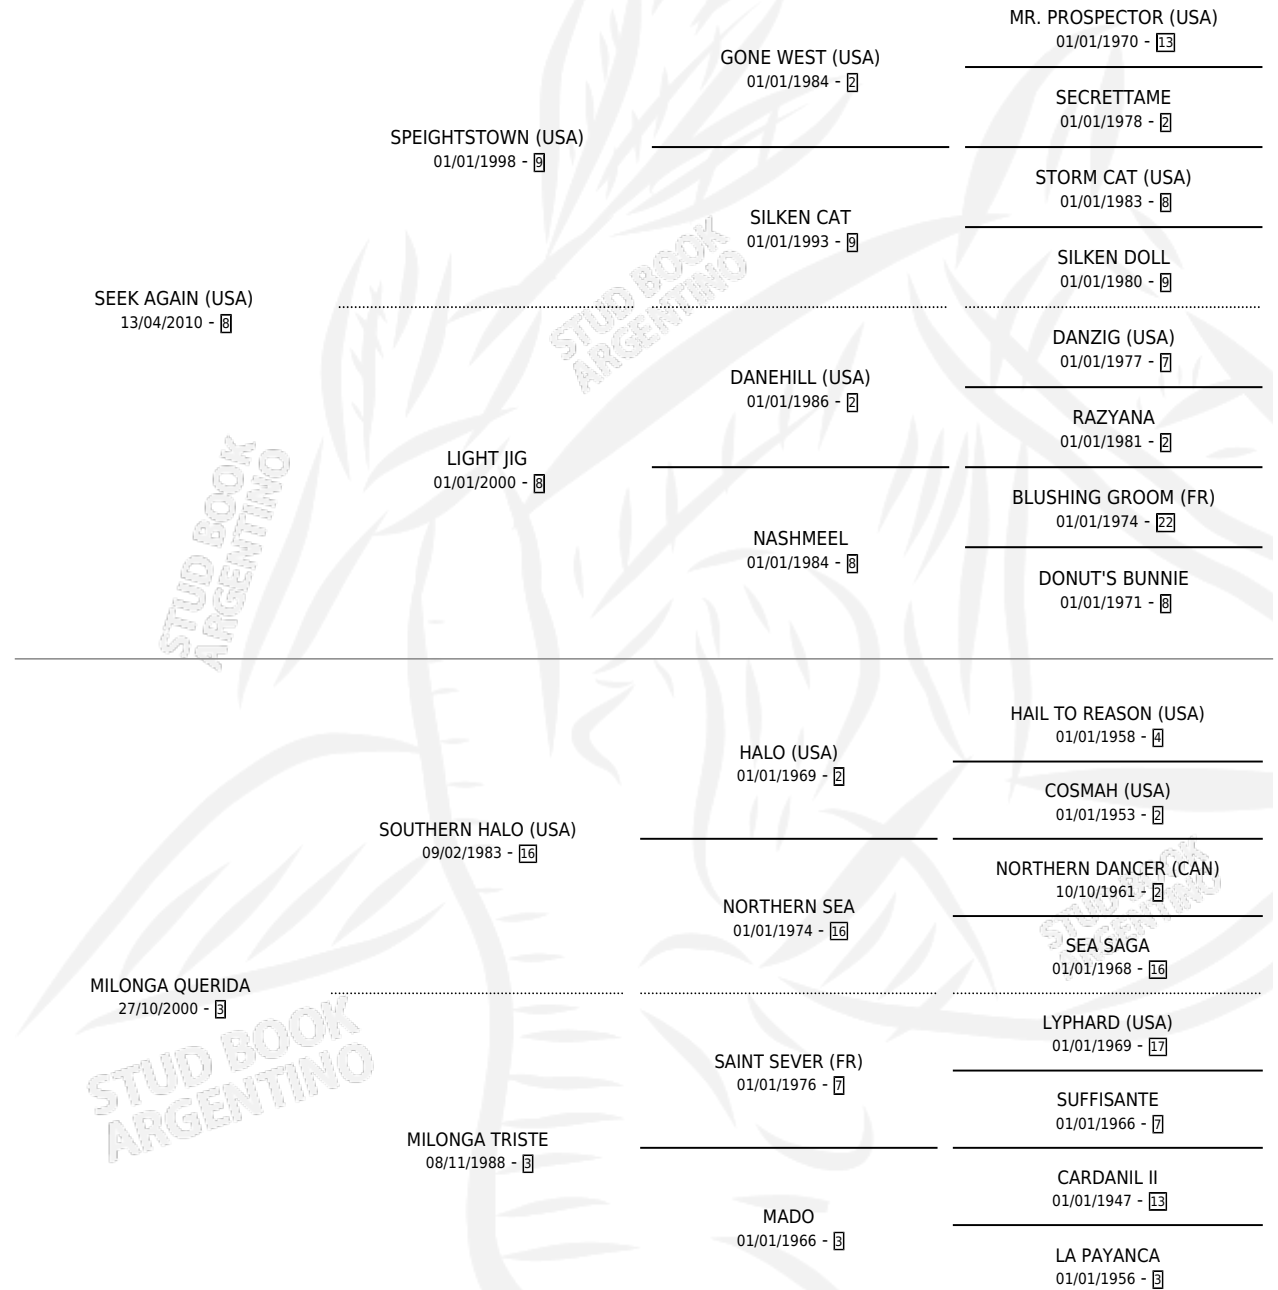 MR. PROSPECTOR (USA)
01/01/1970 - 13
GONE WEST (USA)
01/01/1984 - 2
SECRETTAME
01/01/1978 - 2
SPEIGHTSTOWN (USA)
01/01/1998 - 9
STORM CAT (USA)
01/01/1983 - 8
SILKEN CAT
01/01/1993 - 9
SILKEN DOLL
01/01/1980 - 9
SEEK AGAIN (USA)
13/04/2010 - 8
DANZIG (USA)
01/01/1977 - 7
DANEHILL (USA)
01/01/1986 - 2
RAZYANA
01/01/1981 - 2
LIGHT JIG
01/01/2000 - 8
BLUSHING GROOM (FR)
01/01/1974 - 22
NASHMEEL
01/01/1984 - 8
DONUT'S BUNNIE
01/01/1971 - 8
HAIL TO REASON (USA)
01/01/1958 - 4
HALO (USA)
01/01/1969 - 2
COSMAH (USA)
01/01/1953 - 2
SOUTHERN HALO (USA)
09/02/1983 - 16
NORTHERN DANCER (CAN)
10/10/1961 - 2
NORTHERN SEA
01/01/1974 - 16
SEA SAGA
01/01/1968 - 16
MILONGA QUERIDA
27/10/2000 - 3
LYPHARD (USA)
01/01/1969 - 17
SAINT SEVER (FR)
01/01/1976 - 7
SUFFISANTE
01/01/1966 - 7
MILONGA TRISTE
08/11/1988 - 3
CARDANIL II
01/01/1947 - 13
MADO
01/01/1966 - 3
LA PAYANCA
01/01/1956 - 3
STUD BOOK
ARGENTINO
STUD BOOK
ARGENTINO
STUD BOOK
ARGENTINO
STUD BOOK
ARGENTINO